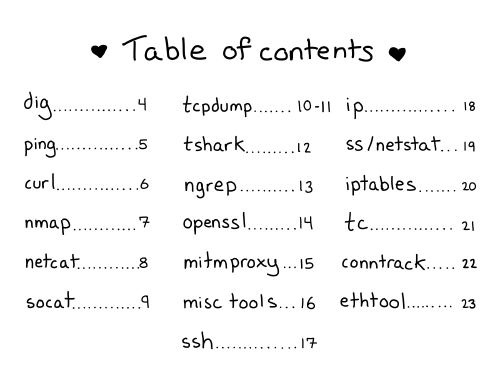 ♥ Table of contents ♥
dig..............4
ping..............5
curl..............6
nmap............7
netcat...........8
socat............9
tcpdump....... 10-11
tshark.........12
ngrep..........13
openssl.........14
mitmproxy...15
misc tools...16
ssh..............17
ip............... 18
ss/netstat... 19
iptables....... 20
tc.............. 21
conntrack..... 22
ethtool........ 23